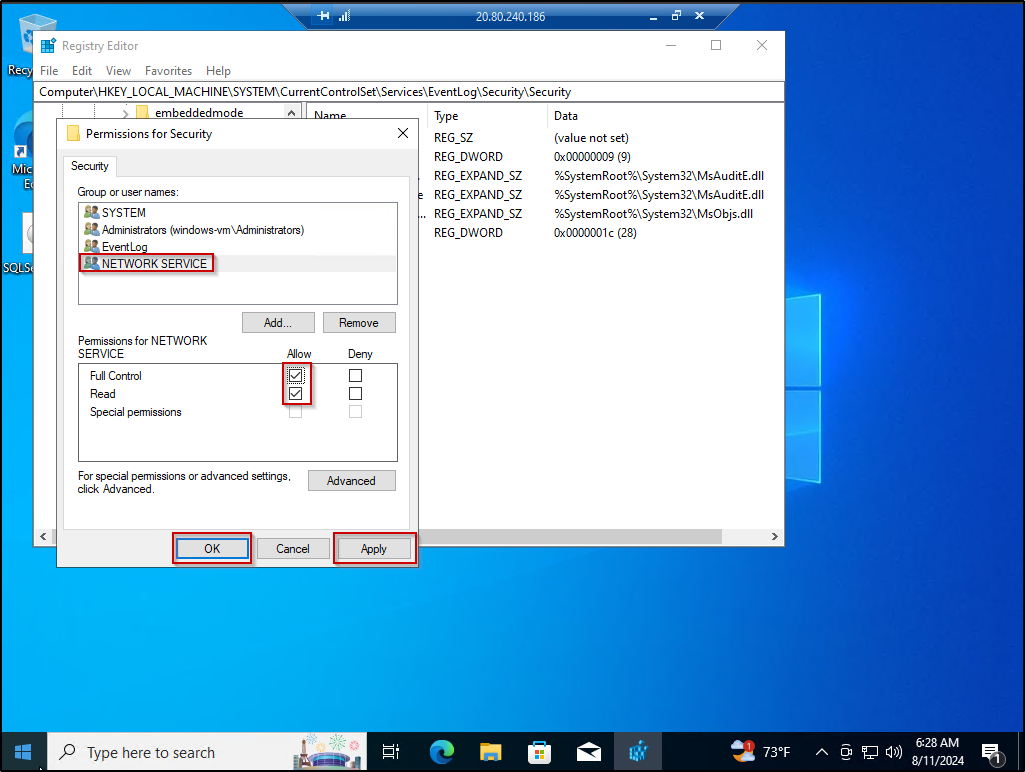 20.80.240.186
Recy
Registry Editor
File Edit View Favorites Help
Computer\HKEY_LOCAL_MACHINE\SYSTEM\CurrentControlSet\Services\EventLog\Security\Security
embeddedmode
Name Type Data
REG_SZ (value not set)
REG_DWORD 0x00000009 (9)
REG_EXPAND_SZ %SystemRoot%\System32\MsAuditE.dll
e REG_EXPAND_SZ %SystemRoot%\System32\MsAuditE.dll
... REG_EXPAND_SZ %SystemRoot%\System32\MsObjs.dll
REG_DWORD 0x0000001c (28)
Mic
Ed
SQLSe
Permissions for Security
Security
Group or user names:
SYSTEM
Administrators (windows-vm\Administrators)
EventLog
NETWORK SERVICE
Add... Remove
Permissions for NETWORK
SERVICE
Allow Deny
Full Control
Read
Special permissions
For special permissions or advanced settings,
click Advanced.
Advanced
OK Cancel Apply
Type here to search
1
73°F
6:28 AM
8/11/2024
1